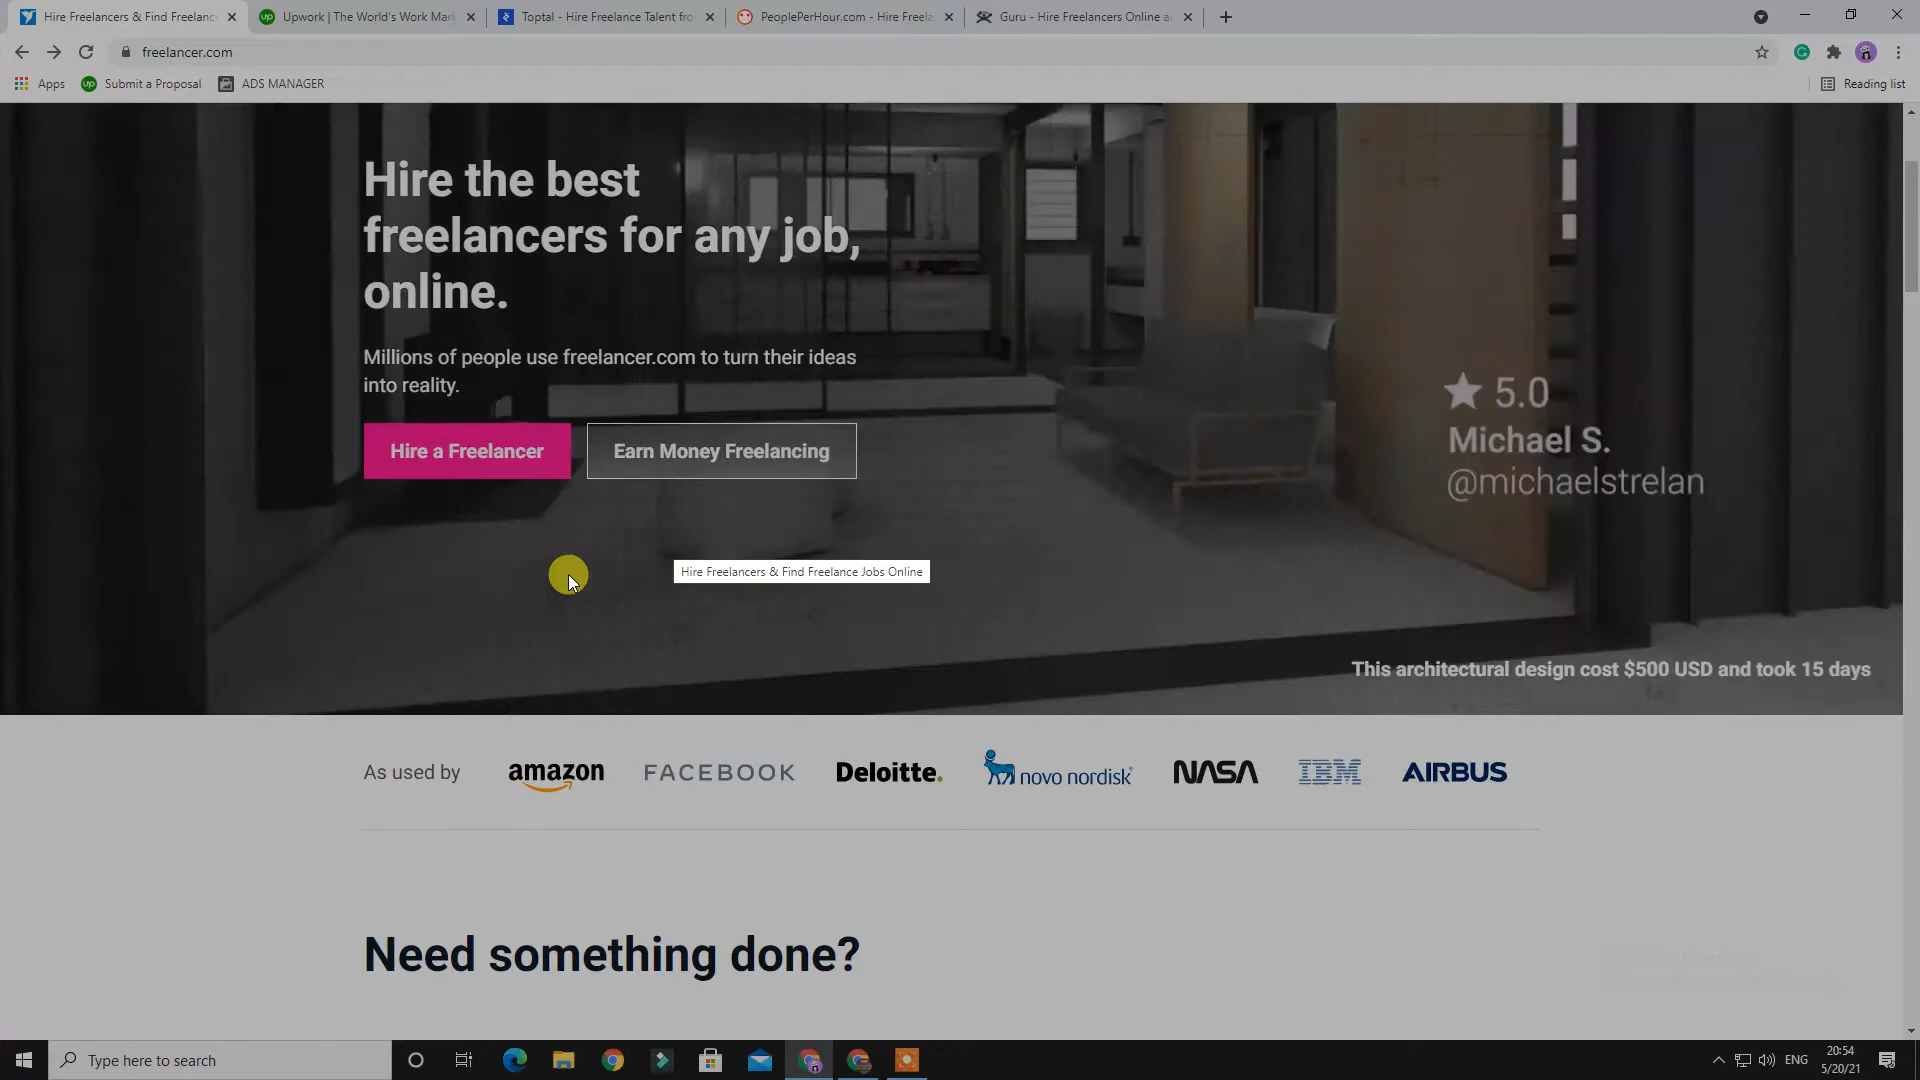 Hire Freelancers & Find Freelanc
Upwork | The World's Work Mark
Toptal - Hire Freelance Talent fro
PeoplePerHour.com - Hire Freela
Guru - Hire Freelancers Online a
freelancer.com
Apps
up Submit a Proposal
ADS MANAGER
Reading list
Hire the best
freelancers for any job,
online.
Millions of people use freelancer.com to turn their ideas
into reality.
Hire a Freelancer
Earn Money Freelancing
5.0
Michael S.
@michaelstrelan
Hire Freelancers & Find Freelance Jobs Online
This architectural design cost $500 USD and took 15 days
As used by
amazon
FACEBOOK
Deloitte.
novo nordisk®
NASA
IBM
AIRBUS
Need something done?
Type here to search
ENG
20:54
5/20/21